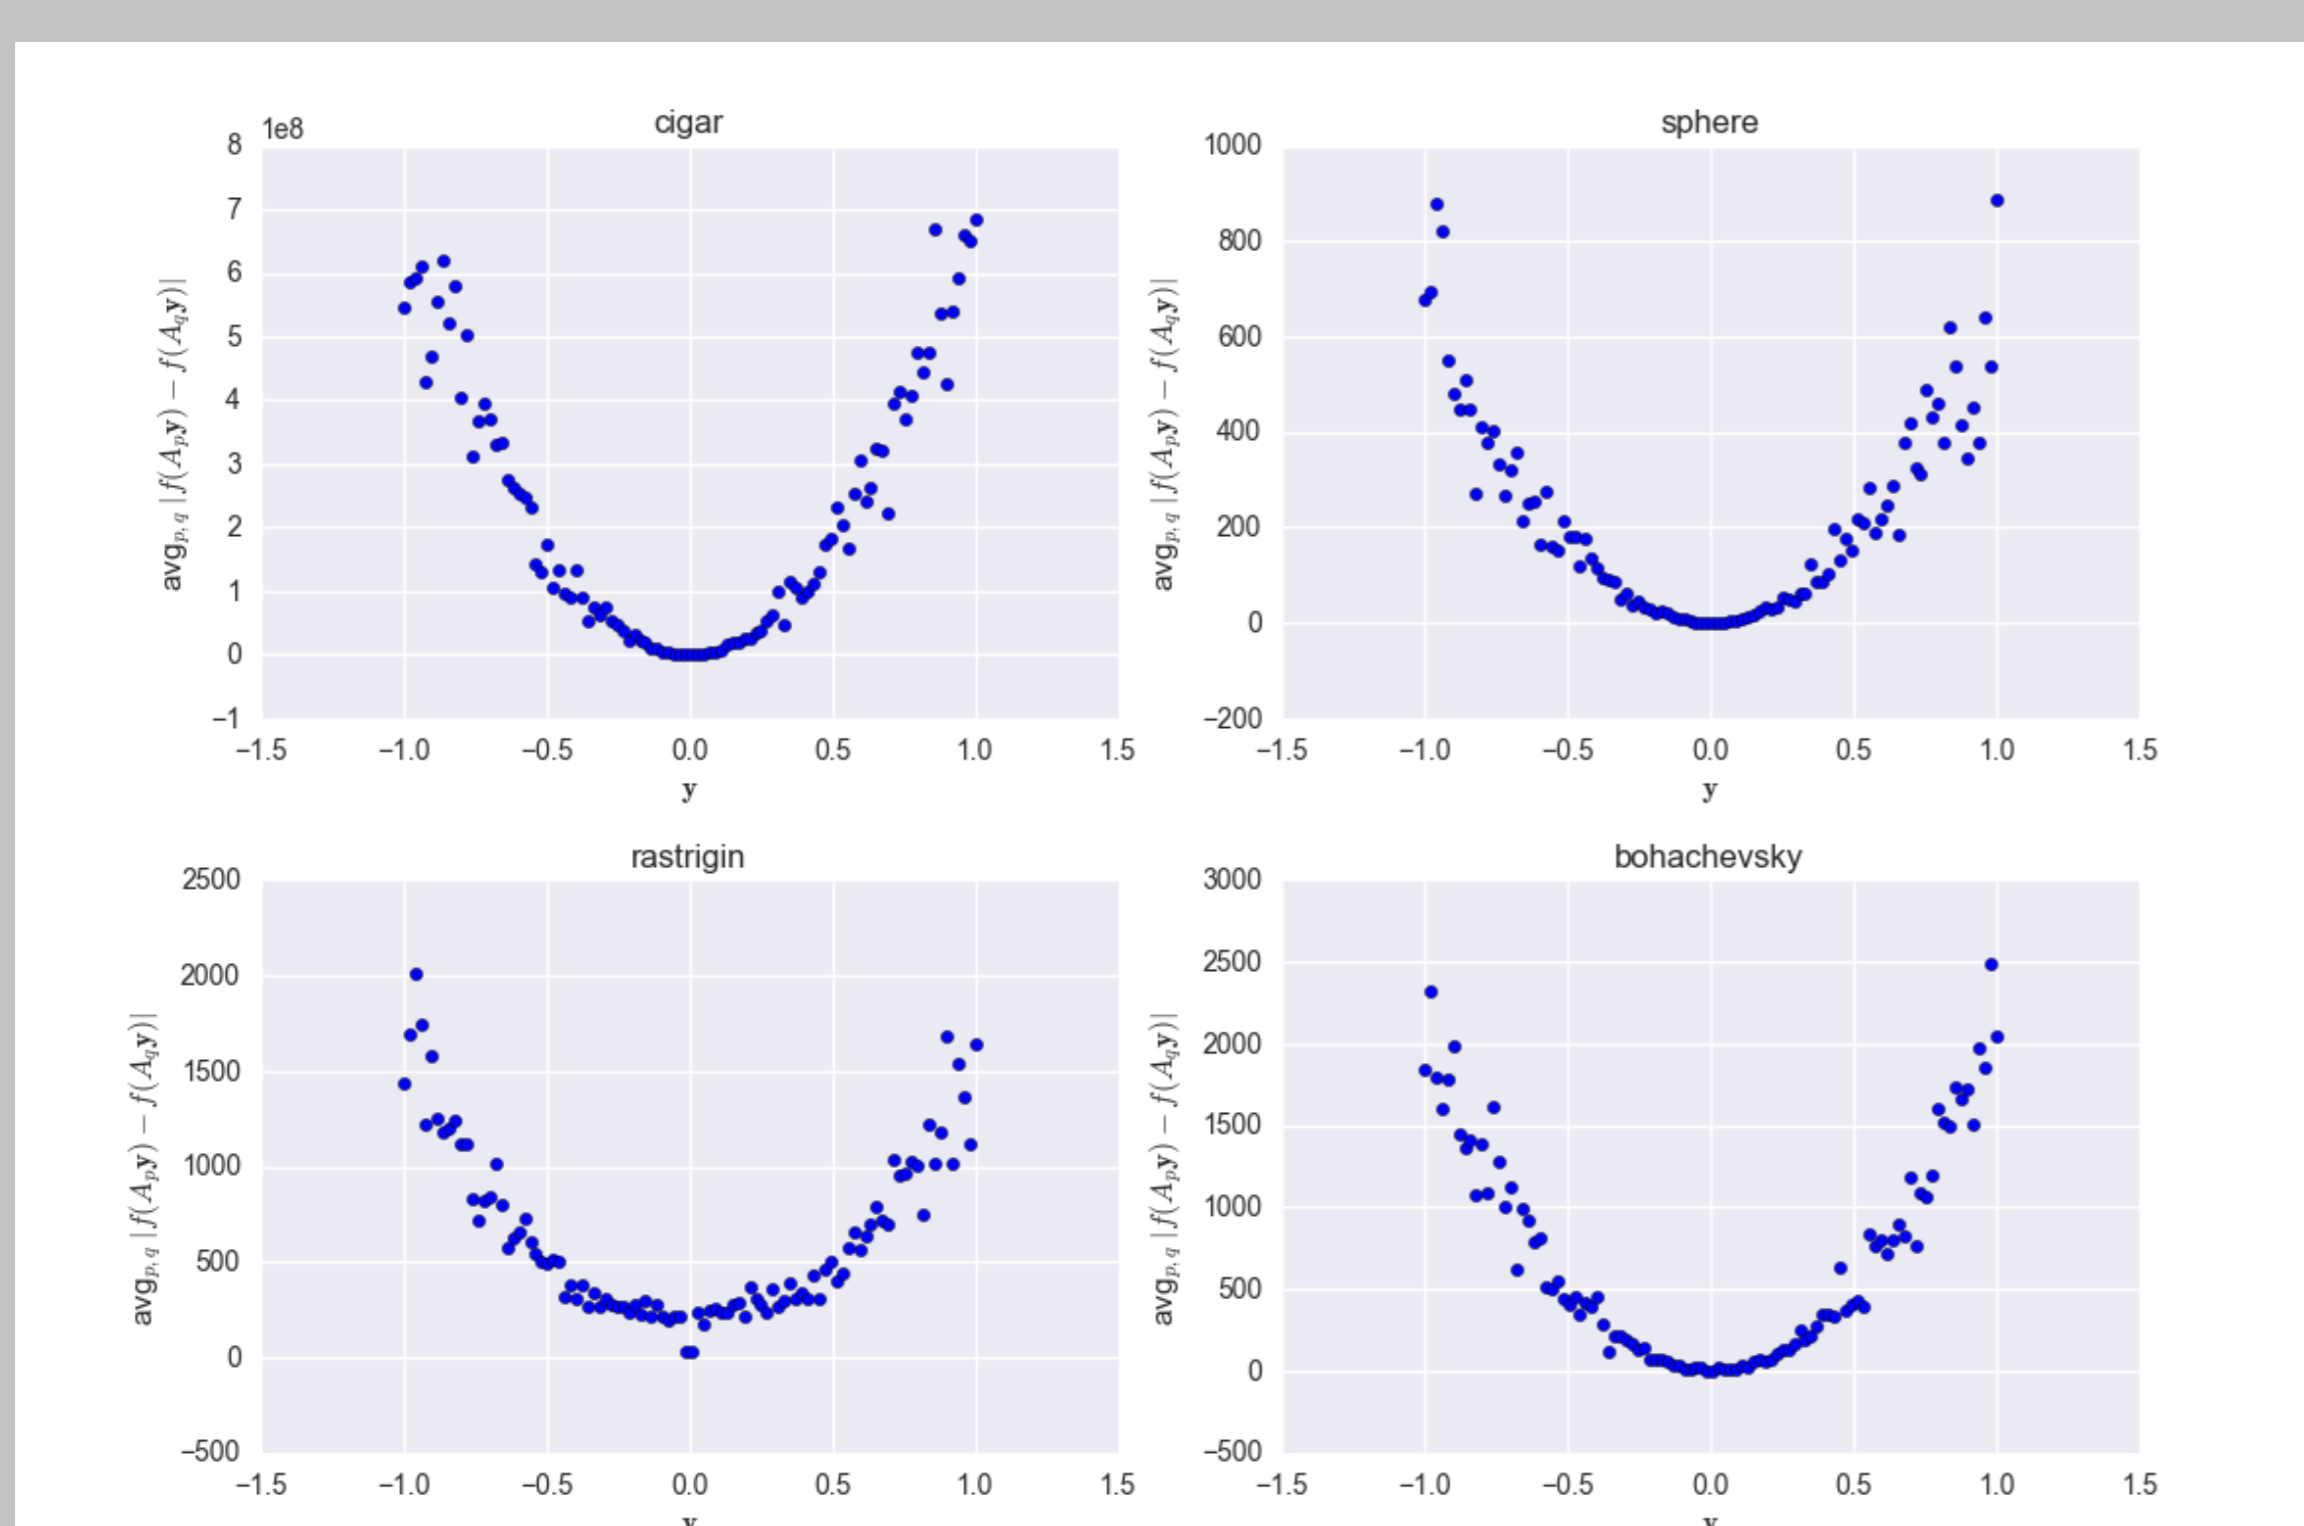 cigar
1e8
8
7
6
5
4
3
2
1
0
−1
−1.5 −1.0 −0.5 0.0 0.5 1.0 1.5
y
avg_{p,q} |f(A_p y) − f(A_q y)|
sphere
1000
800
600
400
200
0
−200
−1.5 −1.0 −0.5 0.0 0.5 1.0 1.5
y
avg_{p,q} |f(A_p y) − f(A_q y)|
rastrigin
2500
2000
1500
1000
500
0
−500
−1.5 −1.0 −0.5 0.0 0.5 1.0 1.5
y
avg_{p,q} |f(A_p y) − f(A_q y)|
bohachevsky
3000
2500
2000
1500
1000
500
0
−500
−1.5 −1.0 −0.5 0.0 0.5 1.0 1.5
y
avg_{p,q} |f(A_p y) − f(A_q y)|